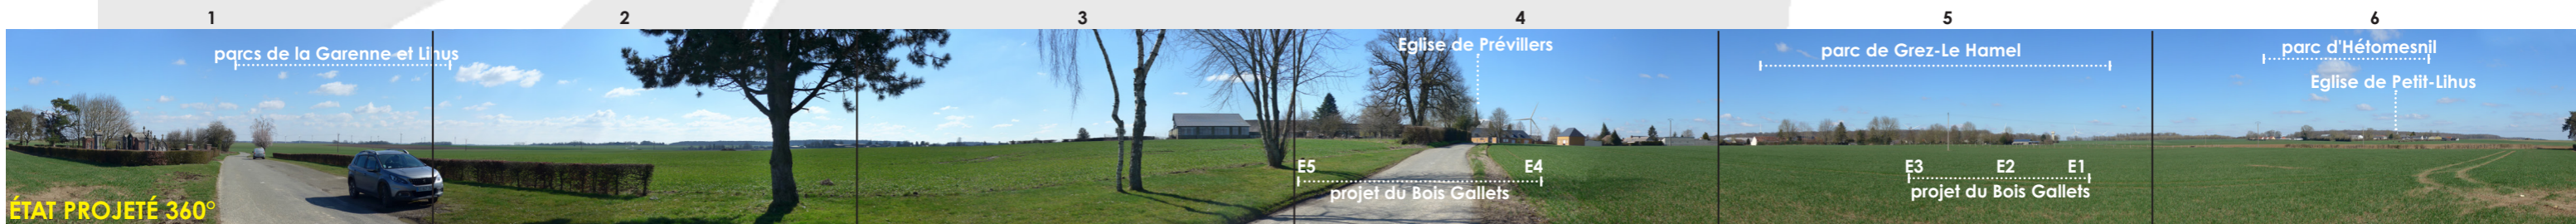 1 2 3 4 5 6
parcs de la Garenne et Lihus
Eglise de Prévillers
parc de Grez-Le Hamel
parc d'Hétomesnil
Eglise de Petit-Lihus
E5 E4
projet du Bois Gallets
E3 E2 E1
projet du Bois Gallets
ÉTAT PROJETÉ 360°